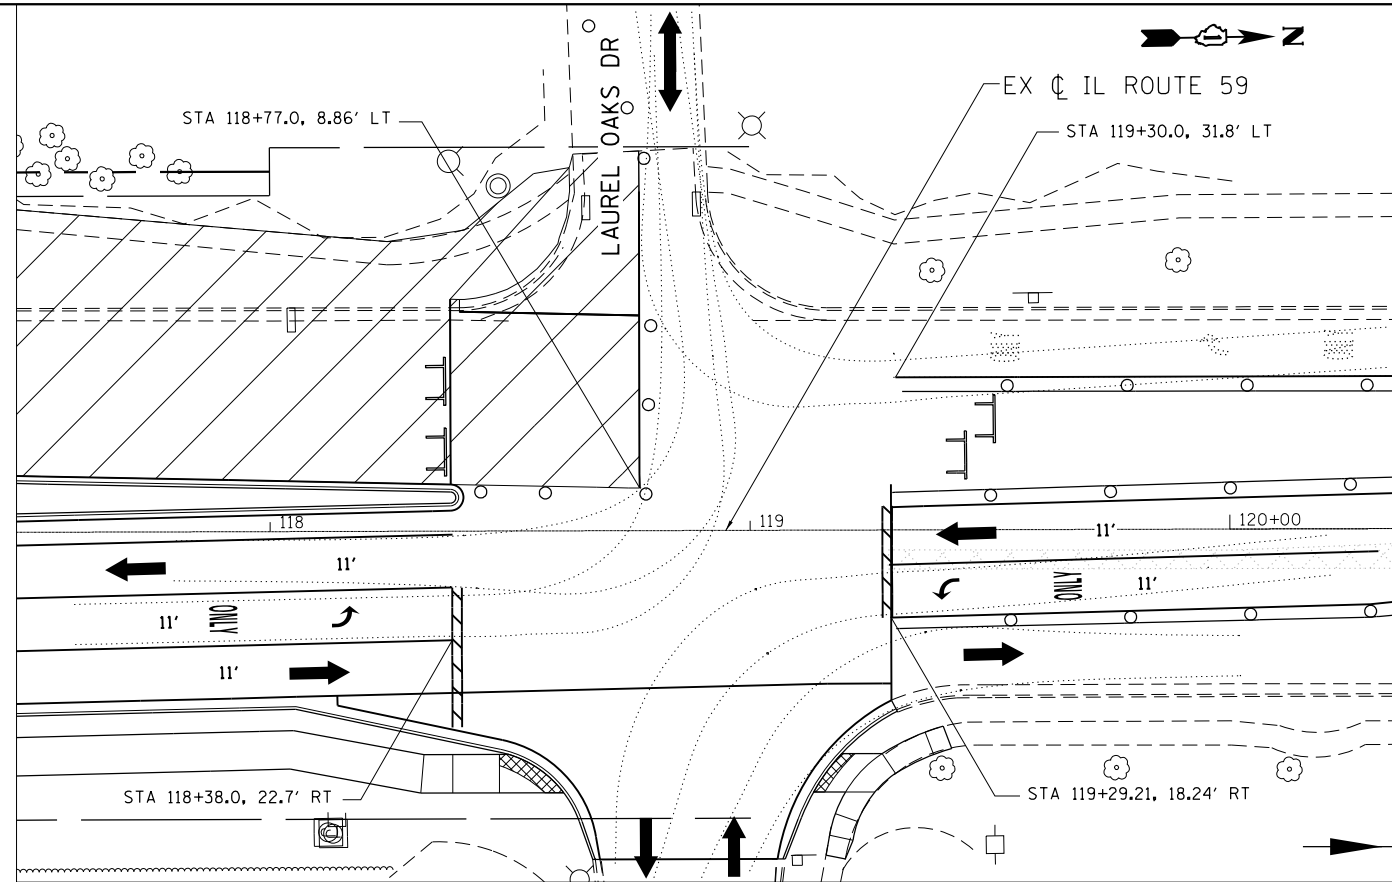 N
LAUREL OAKS DR
EX ℄ IL ROUTE 59
STA 118+77.0, 8.86' LT
STA 119+30.0, 31.8' LT
118
119
120+00
11'
11'
11'
ONLY
11'
ONLY
11'
STA 118+38.0, 22.7' RT
STA 119+29.21, 18.24' RT